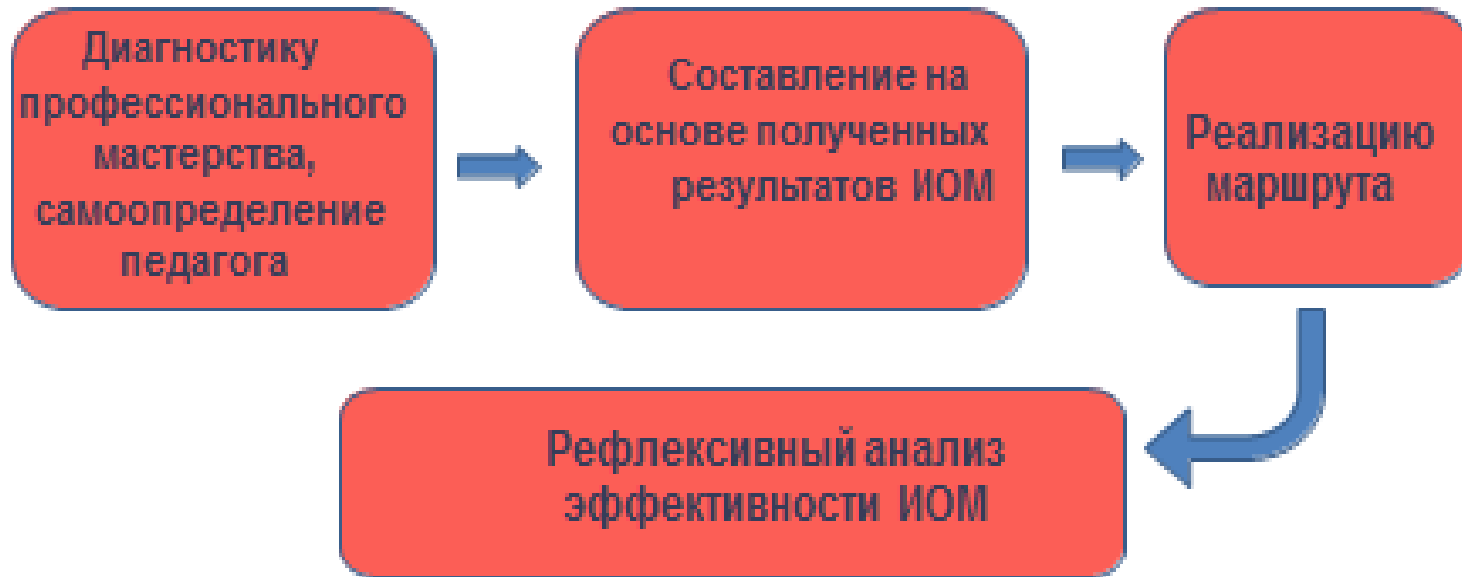 Диагностику
профессионального
мастерства,
самоопределение
педагога
Составление на
основе полученных
результатов ИОМ
Реализацию
маршрута
Рефлексивный анализ
эффективности ИОМ